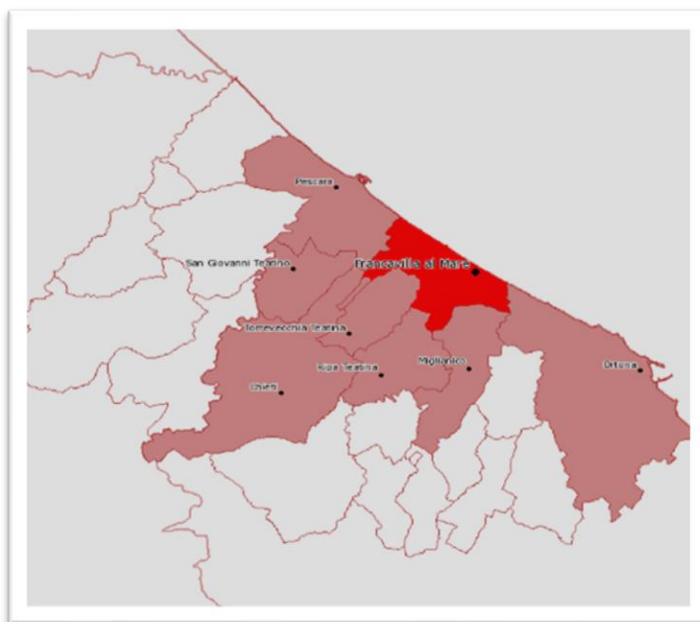 Pescara
San Giovanni Teatino
Francavilla al Mare
Torrevecchia Teatina
Miglianico
Ripa Teatina
Ortona
Chieti